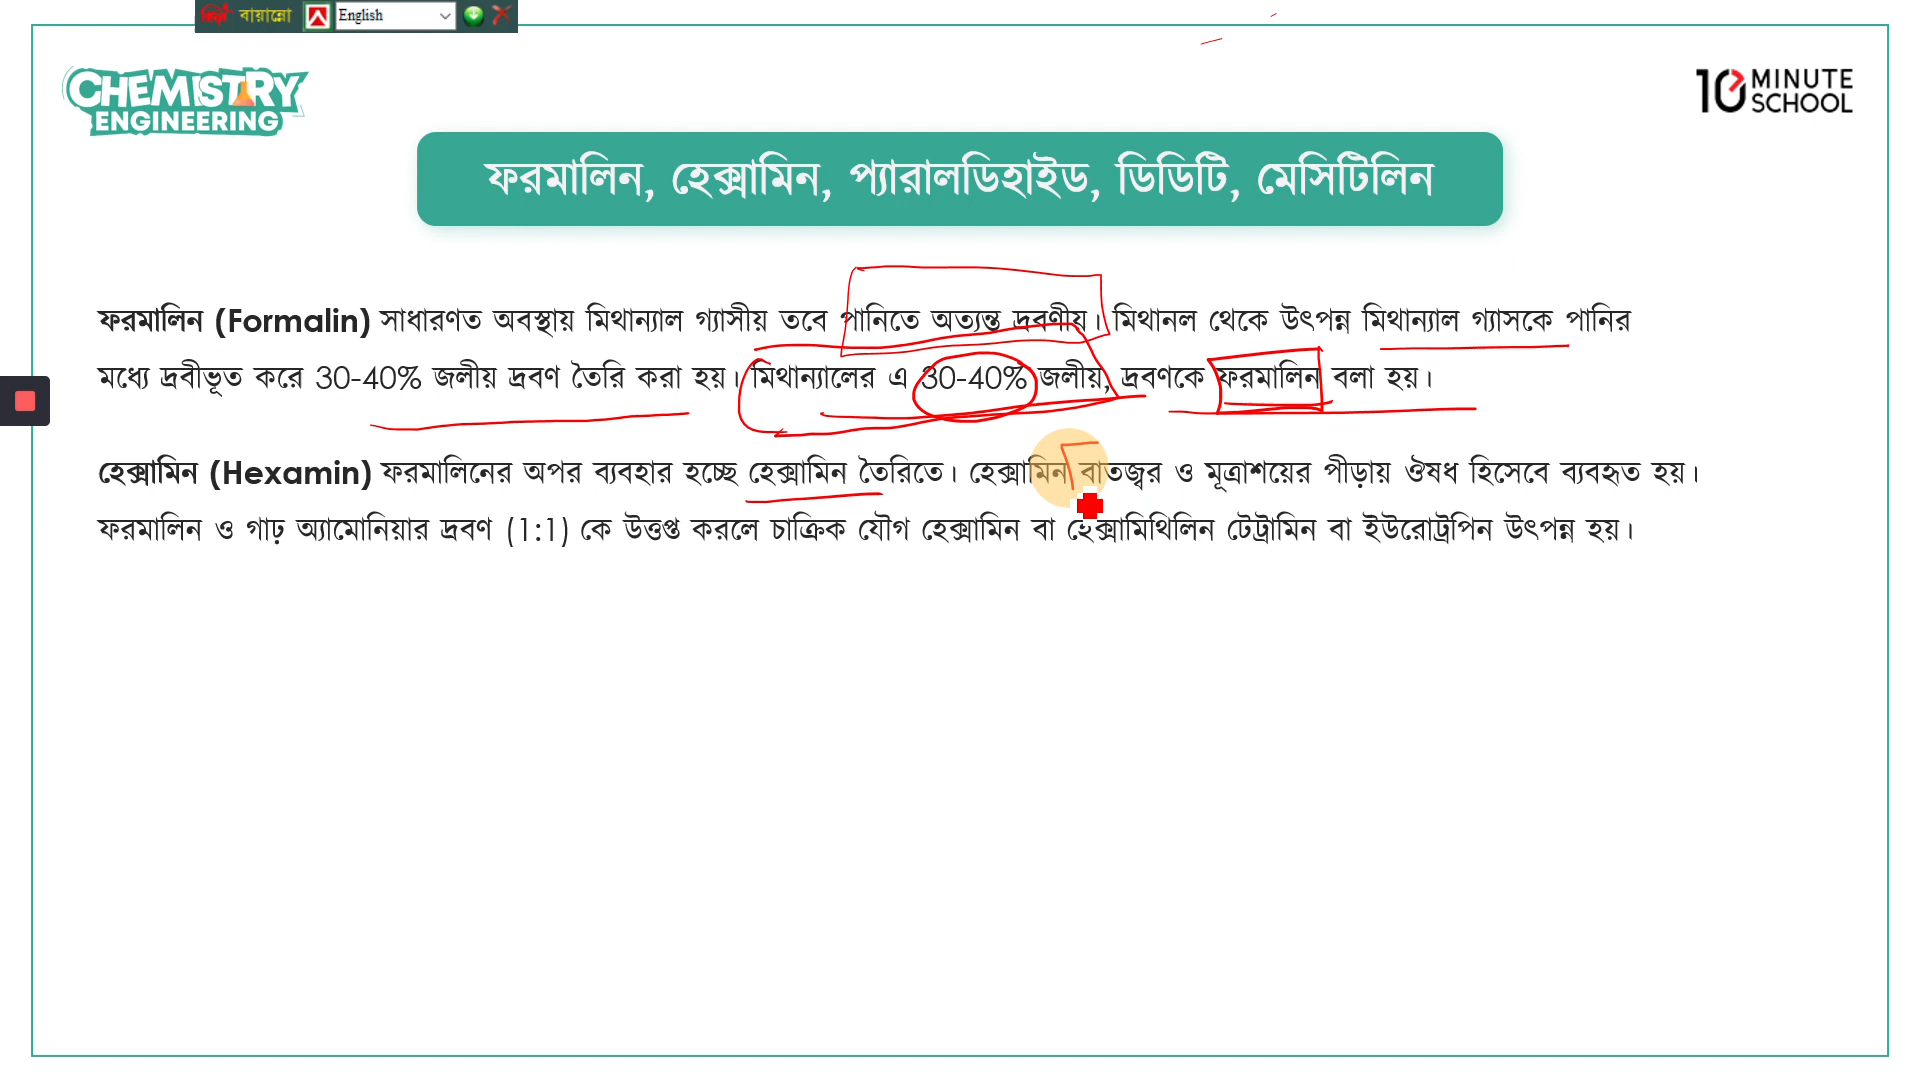 বায়ান্নো English
CHEMISTRY
ENGINEERING
10 MINUTE
SCHOOL
ফরমালিন, হেক্সামিন, প্যারালডিহাইড, ডিডিটি, মেসিটিলিন
ফরমালিন (Formalin) সাধারণত অবস্থায় মিথান্যাল গ্যাসীয় তবে পানিতে অত্যন্ত দ্রবণীয়। মিথানল থেকে উৎপন্ন মিথান্যাল গ্যাসকে পানির
মধ্যে দ্রবীভূত করে 30-40% জলীয় দ্রবণ তৈরি করা হয়। মিথান্যালের এ 30-40% জলীয়, দ্রবণকে ফরমালিন বলা হয়।
হেক্সামিন (Hexamin) ফরমালিনের অপর ব্যবহার হচ্ছে হেক্সামিন তৈরিতে। হেক্সামিন বাতজ্বর ও মূত্রাশয়ের পীড়ায় ঔষধ হিসেবে ব্যবহৃত হয়।
ফরমালিন ও গাঢ় অ্যামোনিয়ার দ্রবণ (1:1) কে উত্তপ্ত করলে চাক্রিক যৌগ হেক্সামিন বা হেক্সামিথিলিন টেট্রামিন বা ইউরোট্রপিন উৎপন্ন হয়।